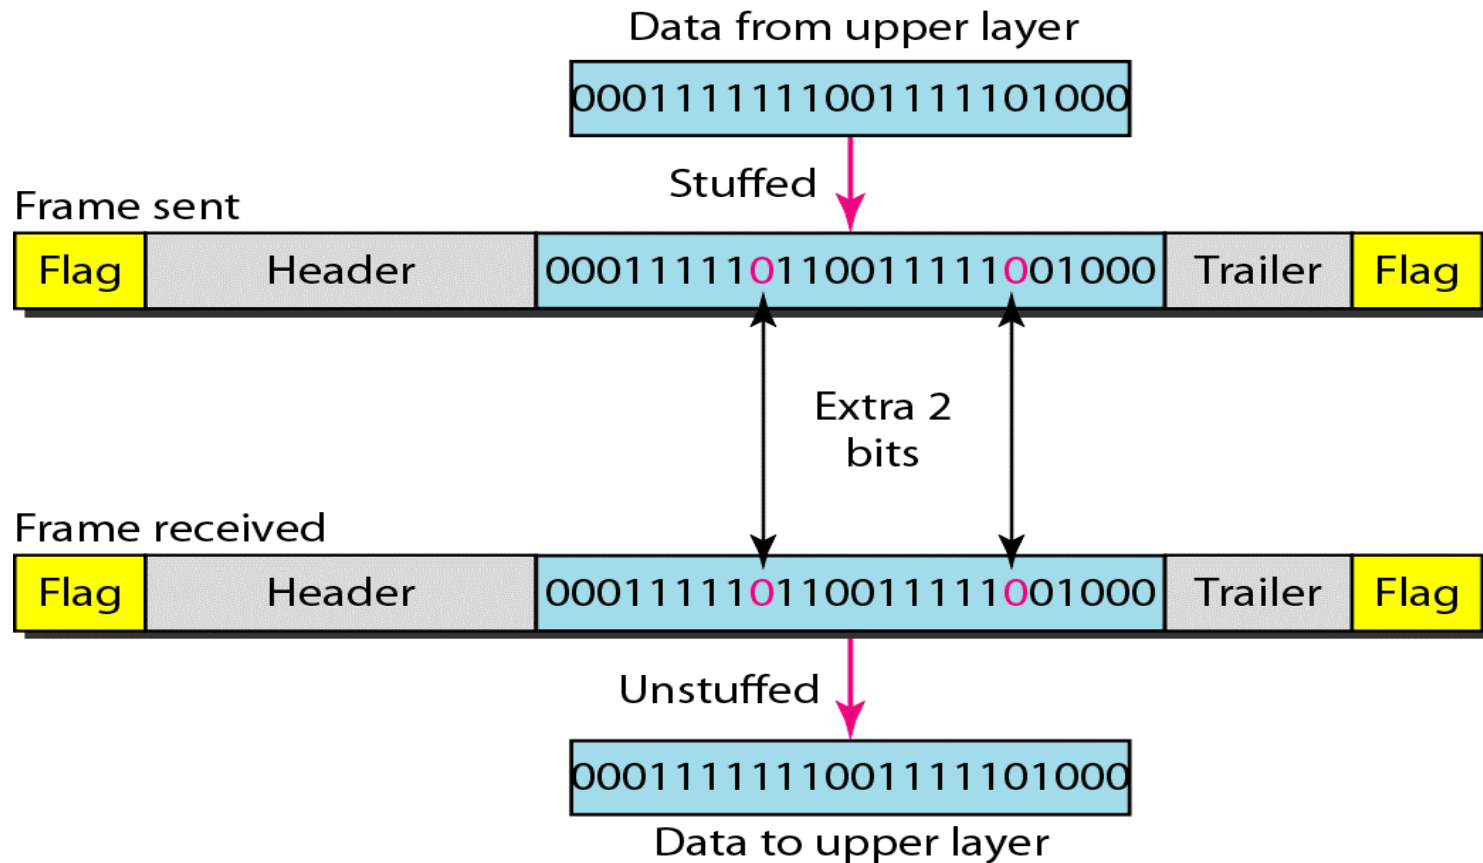 Data from upper layer
0001111111001111101000
Stuffed
Frame sent
Flag Header 000111110110011111001000 Trailer Flag
Extra 2
bits
Frame received
Flag Header 000111110110011111001000 Trailer Flag
Unstuffed
0001111111001111101000
Data to upper layer